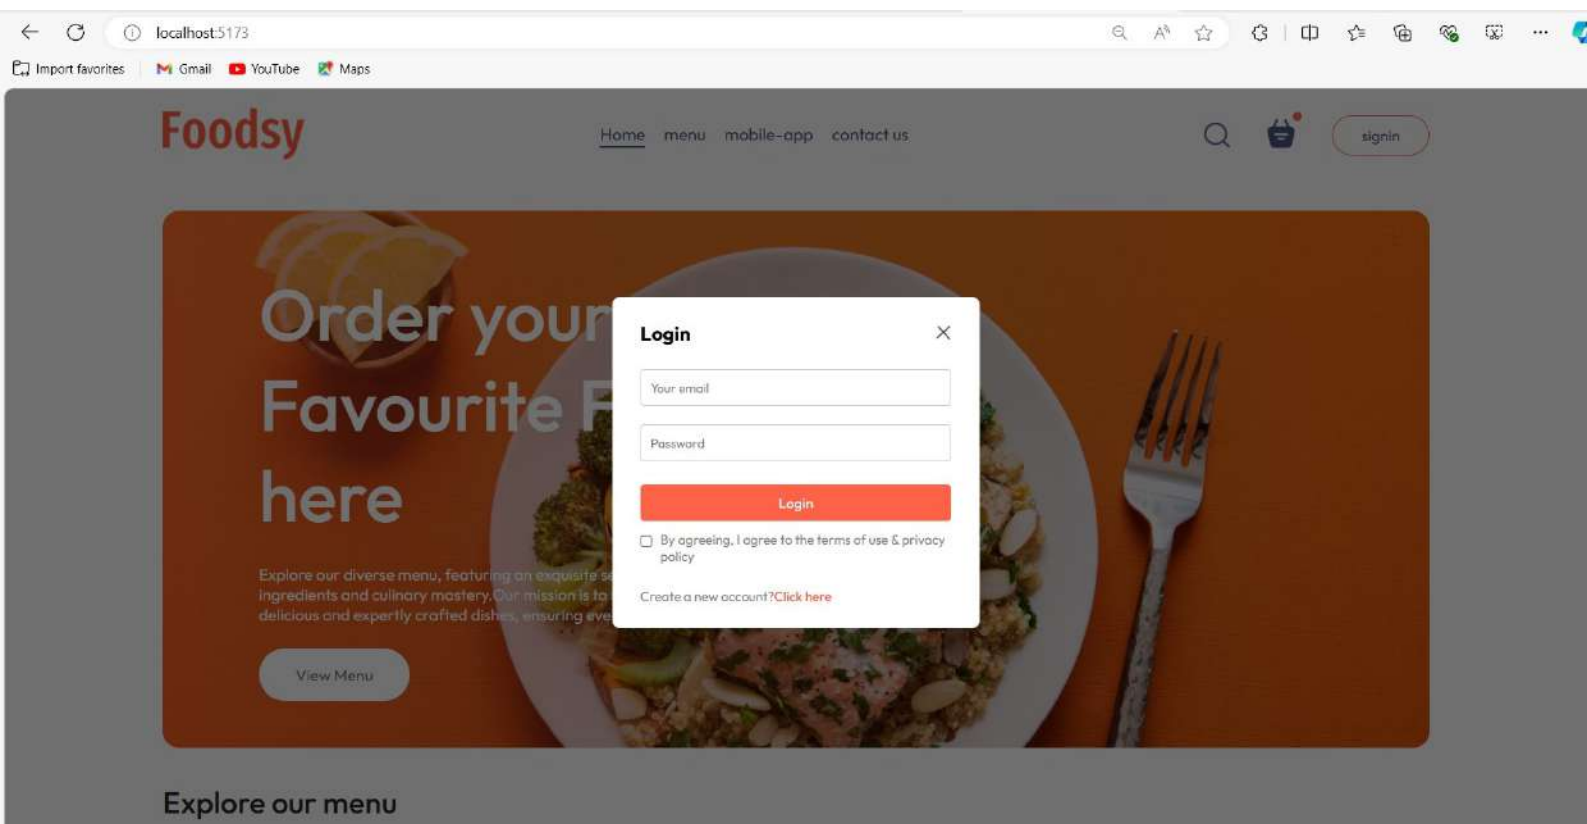 localhost:5173
Import favorites Gmail YouTube Maps
Foodsy
Home menu mobile-app contact us
signin
Order your
Favourite F
here
Explore our diverse menu, featuring an exquisite se
ingredients and culinary mastery.Our mission is to
delicious and expertly crafted dishes, ensuring eve
View Menu
Login
Your email
Password
Login
By agreeing, I agree to the terms of use & privacy
policy
Create a new account?Click here
Explore our menu